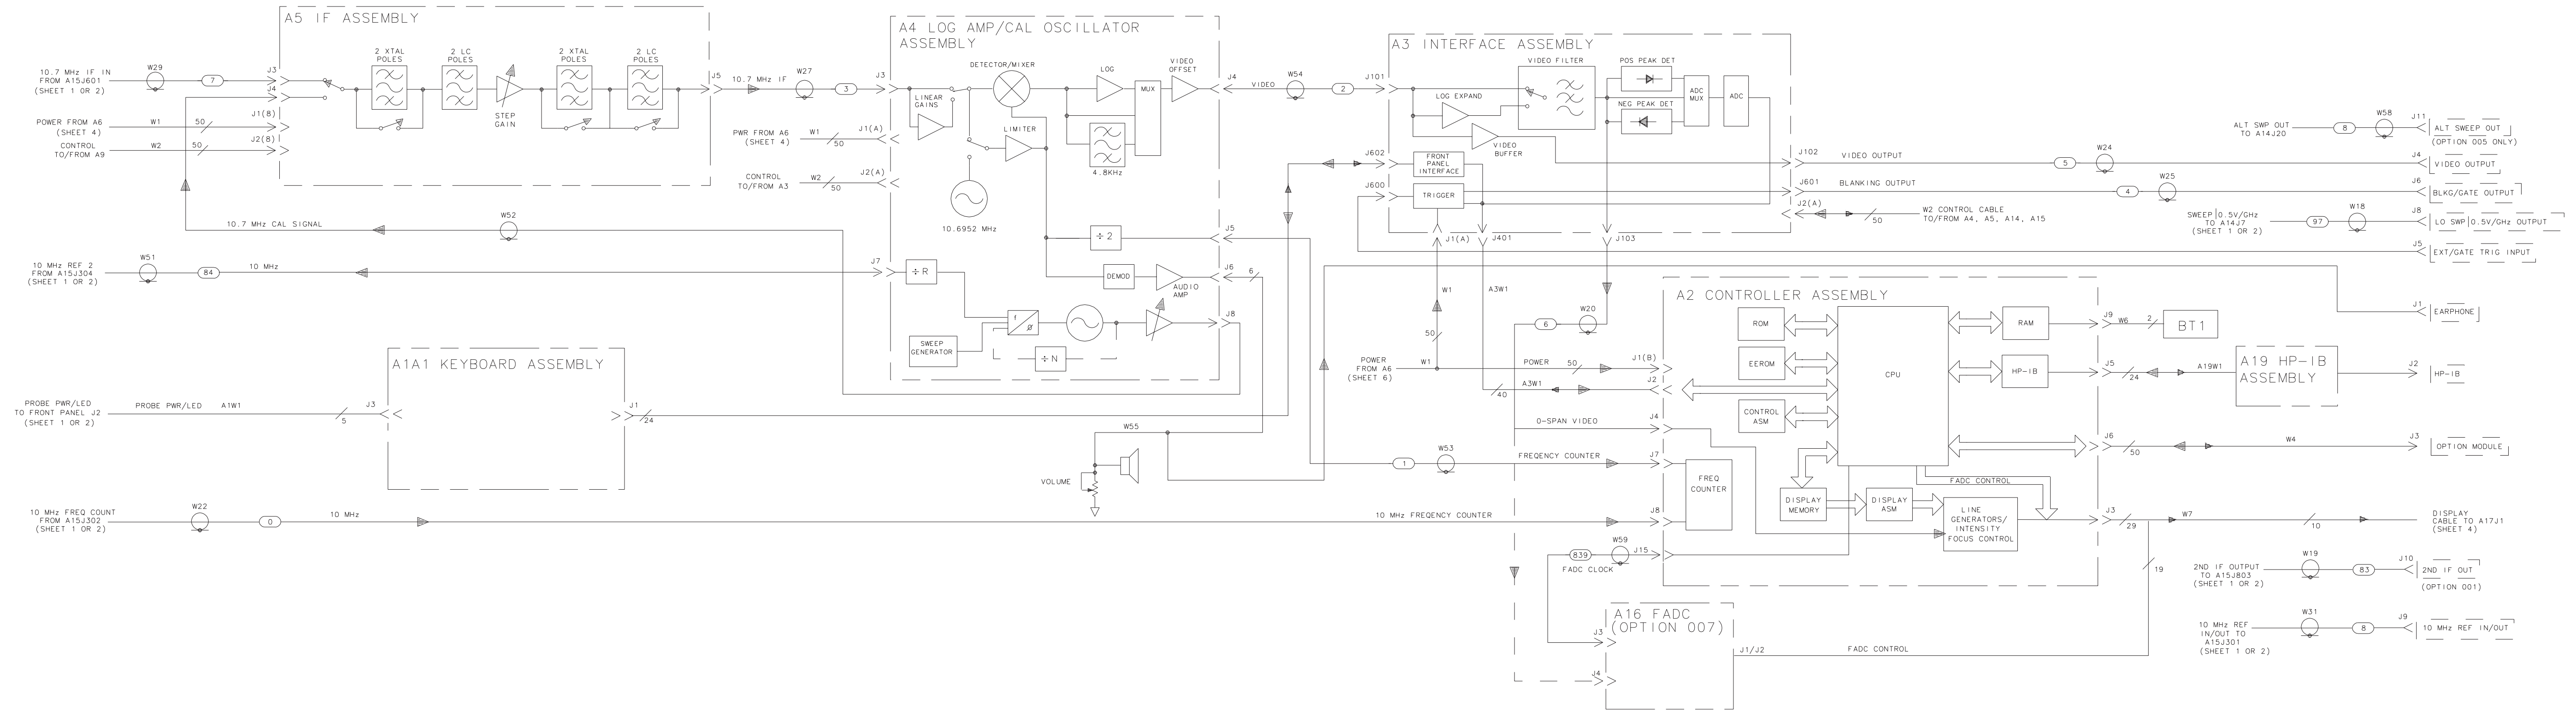 A5 IF ASSEMBLY
2 XTAL
POLES
2 LC
POLES
STEP
GAIN
2 XTAL
POLES
2 LC
POLES
10.7 MHz IF IN
FROM A15J601
(SHEET 1 OR 2)
W29
7
J3
J4
J1(8)
POWER FROM A6
(SHEET 4)
W1
50
J2(8)
CONTROL
TO/FROM A9
W2
50
J5
10.7 MHz IF
W27
3
J3
10.7 MHz CAL SIGNAL
W52
10 MHz REF 2
FROM A15J304
(SHEET 1 OR 2)
W51
84
10 MHz
J7
A4 LOG AMP/CAL OSCILLATOR
ASSEMBLY
DETECTOR/MIXER
LOG
VIDEO
OFFSET
MUX
LINEAR
GAINS
LIMITER
4.8KHz
10.6952 MHz
÷ 2
÷ R
DEMOD
AUDIO
AMP
f
Ø
SWEEP
GENERATOR
÷ N
PWR FROM A6
(SHEET 4)
W1
50
J1(A)
CONTROL
TO/FROM A3
W2
50
J2(A)
J4
VIDEO
W54
2
J101
J5
J6
6
J8
A3 INTERFACE ASSEMBLY
VIDEO FILTER
POS PEAK DET
NEG PEAK DET
ADC
MUX
ADC
LOG EXPAND
VIDEO
BUFFER
J602
FRONT
PANEL
INTERFACE
J600
TRIGGER
J1(A)
J401
J103
J102
VIDEO OUTPUT
5
W24
J601
BLANKING OUTPUT
4
W25
J2(A)
50
W2 CONTROL CABLE
TO/FROM A4, A5, A14, A15
ALT SWP OUT
TO A14J20
8
W58
J11
ALT SWEEP OUT
(OPTION 005 ONLY)
J4
VIDEO OUTPUT
J6
BLKG/GATE OUTPUT
SWEEP|0.5V/GHz
TO A14J7
(SHEET 1 OR 2)
97
W18
J8
LO SWP|0.5V/GHz OUTPUT
J5
EXT/GATE TRIG INPUT
J1
EARPHONE
A1A1 KEYBOARD ASSEMBLY
PROBE PWR/LED
TO FRONT PANEL J2
(SHEET 1 OR 2)
PROBE PWR/LED
A1W1
5
J3
J1
24
10 MHz FREQ COUNT
FROM A15J302
(SHEET 1 OR 2)
W22
0
10 MHz
VOLUME
W55
1
W53
FREQENCY COUNTER
J7
10 MHz FREQENCY COUNTER
J8
W1
50
A3W1
W20
6
POWER
FROM A6
(SHEET 6)
W1
POWER
50
J1(B)
J2
A3W1
40
J4
0-SPAN VIDEO
839
W59
J15
FADC CLOCK
A2 CONTROLLER ASSEMBLY
ROM
EEROM
CONTROL
ASM
CPU
RAM
HP-IB
FREQ
COUNTER
DISPLAY
MEMORY
DISPLAY
ASM
LINE
GENERATORS/
INTENSITY
FOCUS CONTROL
FADC CONTROL
J9
W6
2
BT1
J5
24
A19W1
A19 HP-IB
ASSEMBLY
J2
HP-IB
J6
50
W4
J3
OPTION MODULE
J3
29
W7
10
DISPLAY
CABLE TO A17J1
(SHEET 4)
19
A16 FADC
(OPTION 007)
J3
J4
J1/J2
FADC CONTROL
2ND IF OUTPUT
TO A15J803
(SHEET 1 OR 2)
W19
83
J10
2ND IF OUT
(OPTION 001)
10 MHz REF
IN/OUT TO
A15J301
(SHEET 1 OR 2)
W31
8
J9
10 MHz REF IN/OUT